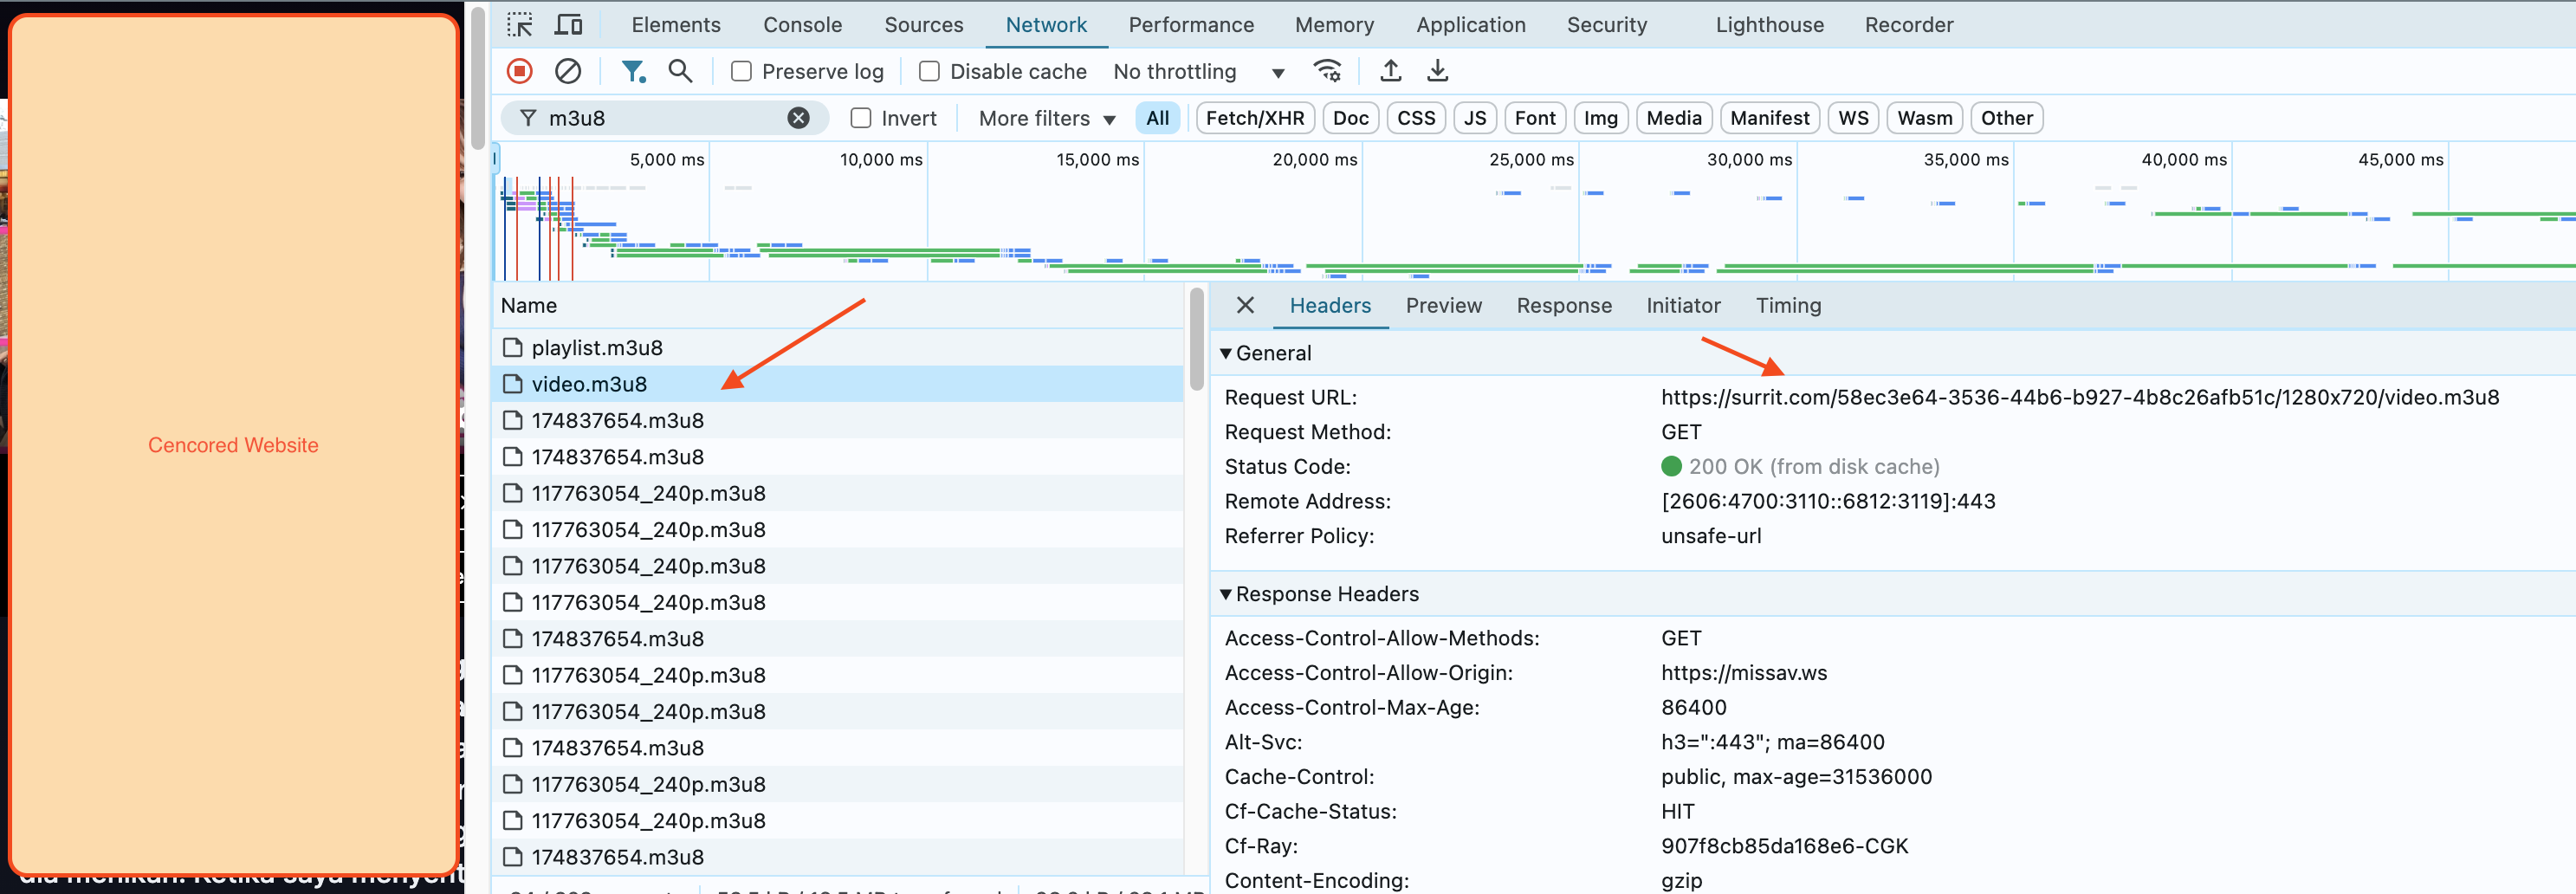 Elements Console Sources Network Performance Memory Application Security Lighthouse Recorder
Preserve log Disable cache No throttling
m3u8 Invert More filters All Fetch/XHR Doc CSS JS Font Img Media Manifest WS Wasm Other
5,000 ms 10,000 ms 15,000 ms 20,000 ms 25,000 ms 30,000 ms 35,000 ms 40,000 ms 45,000 ms
Cencored Website
Name
playlist.m3u8
video.m3u8
174837654.m3u8
174837654.m3u8
117763054_240p.m3u8
117763054_240p.m3u8
117763054_240p.m3u8
117763054_240p.m3u8
174837654.m3u8
117763054_240p.m3u8
117763054_240p.m3u8
174837654.m3u8
117763054_240p.m3u8
117763054_240p.m3u8
174837654.m3u8
Headers Preview Response Initiator Timing
General
Request URL: https://surrit.com/58ec3e64-3536-44b6-b927-4b8c26afb51c/1280x720/video.m3u8
Request Method: GET
Status Code: 200 OK (from disk cache)
Remote Address: [2606:4700:3110::6812:3119]:443
Referrer Policy: unsafe-url
Response Headers
Access-Control-Allow-Methods: GET
Access-Control-Allow-Origin: https://missav.ws
Access-Control-Max-Age: 86400
Alt-Svc: h3=":443"; ma=86400
Cache-Control: public, max-age=31536000
Cf-Cache-Status: HIT
Cf-Ray: 907f8cb85da168e6-CGK
Content-Encoding: gzip